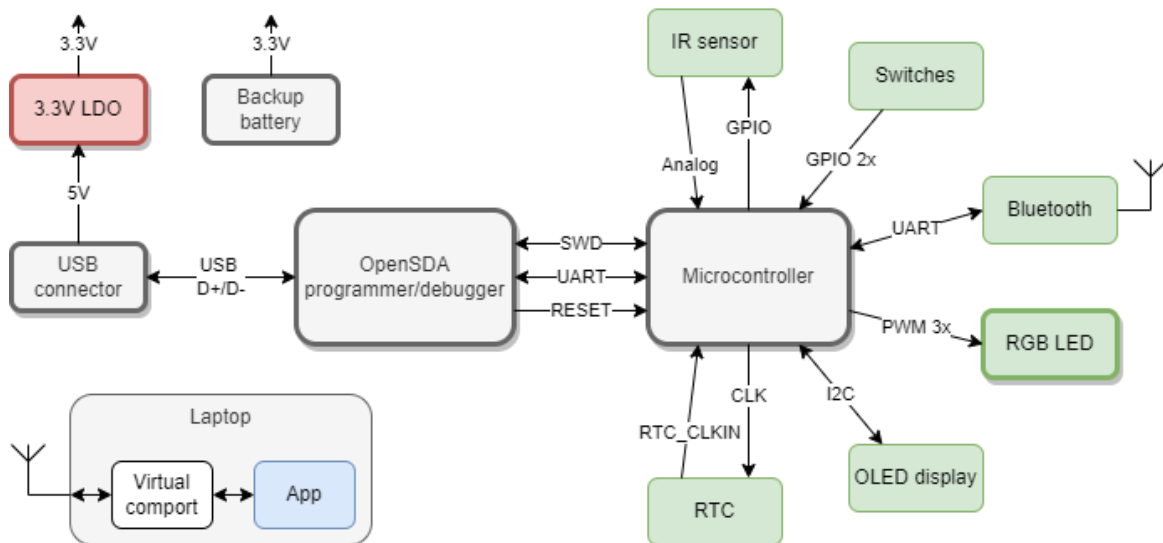 3.3V
3.3V
IR sensor
Switches
3.3V LDO
Backup
battery
GPIO
GPIO 2x
Analog
5V
Bluetooth
UART
USB
connector
USB
D+/D-
OpenSDA
programmer/debugger
SWD
UART
RESET
Microcontroller
PWM 3x
RGB LED
CLK
I2C
RTC_CLKIN
OLED display
RTC
Laptop
Virtual
comport
App